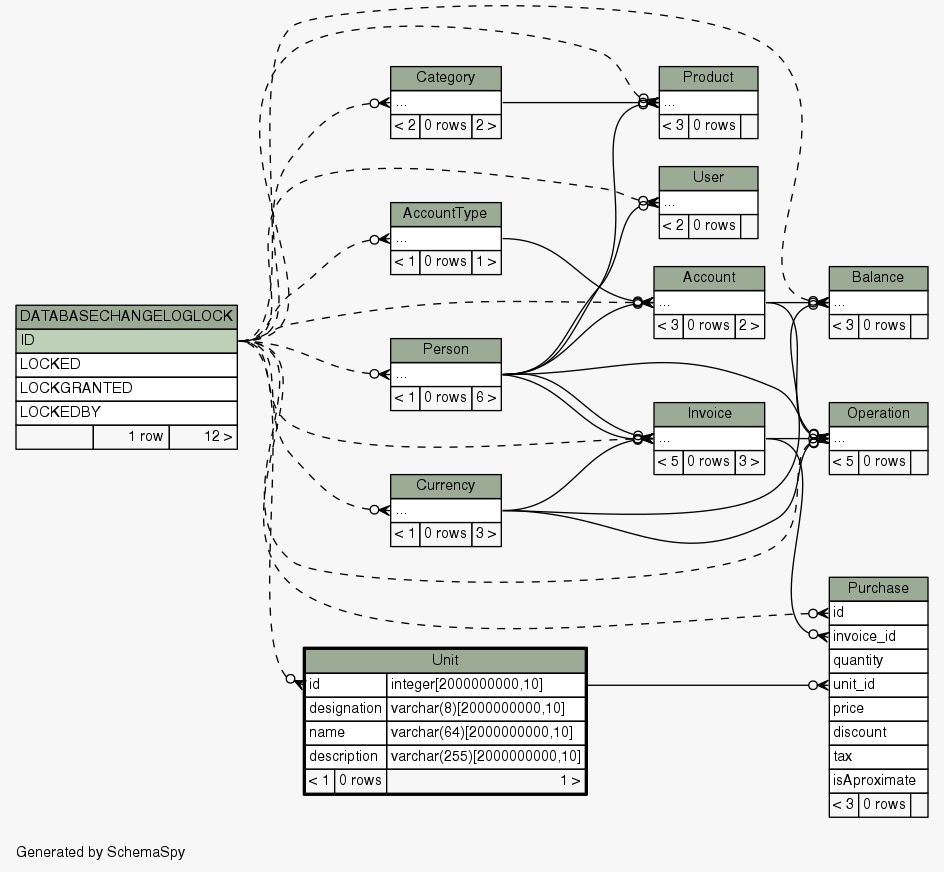 Category
...
< 2 0 rows 2 >
Product
...
< 3 0 rows
User
...
< 2 0 rows
AccountType
...
< 1 0 rows 1 >
Account
...
< 3 0 rows 2 >
Balance
...
< 3 0 rows
DATABASECHANGELOGLOCK
ID
LOCKED
LOCKGRANTED
LOCKEDBY
1 row 12 >
Person
...
< 1 0 rows 6 >
Invoice
...
< 5 0 rows 3 >
Operation
...
< 5 0 rows
Currency
...
< 1 0 rows 3 >
Purchase
id
invoice_id
quantity
unit_id
price
discount
tax
isAproximate
< 3 0 rows
Unit
id integer[2000000000,10]
designation varchar(8)[2000000000,10]
name varchar(64)[2000000000,10]
description varchar(255)[2000000000,10]
< 1 0 rows 1 >
Generated by SchemaSpy